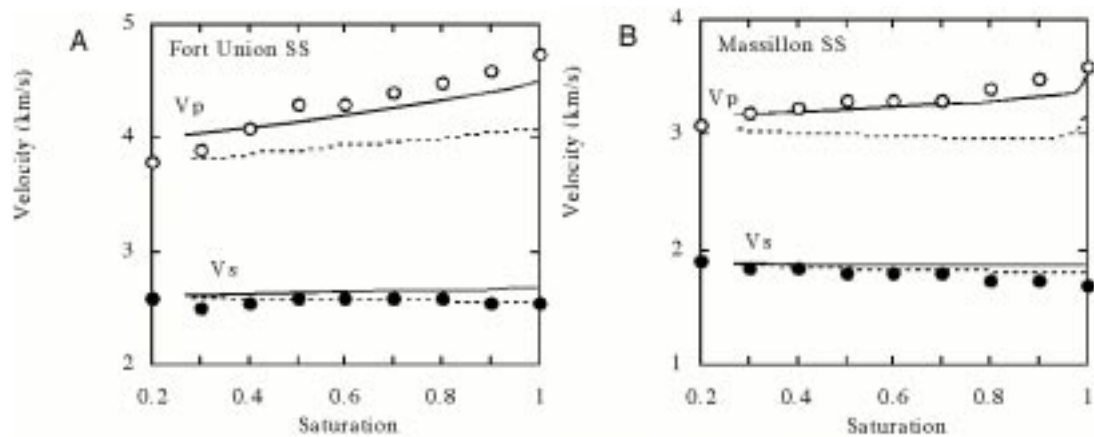 A
Fort Union SS
5
4
3
2
Velocity (km/s)
Vp
Vs
0.2 0.4 0.6 0.8 1
Saturation
B
Massillon SS
4
3
2
1
Velocity (km/s)
Vp
Vs
0.2 0.4 0.6 0.8 1
Saturation